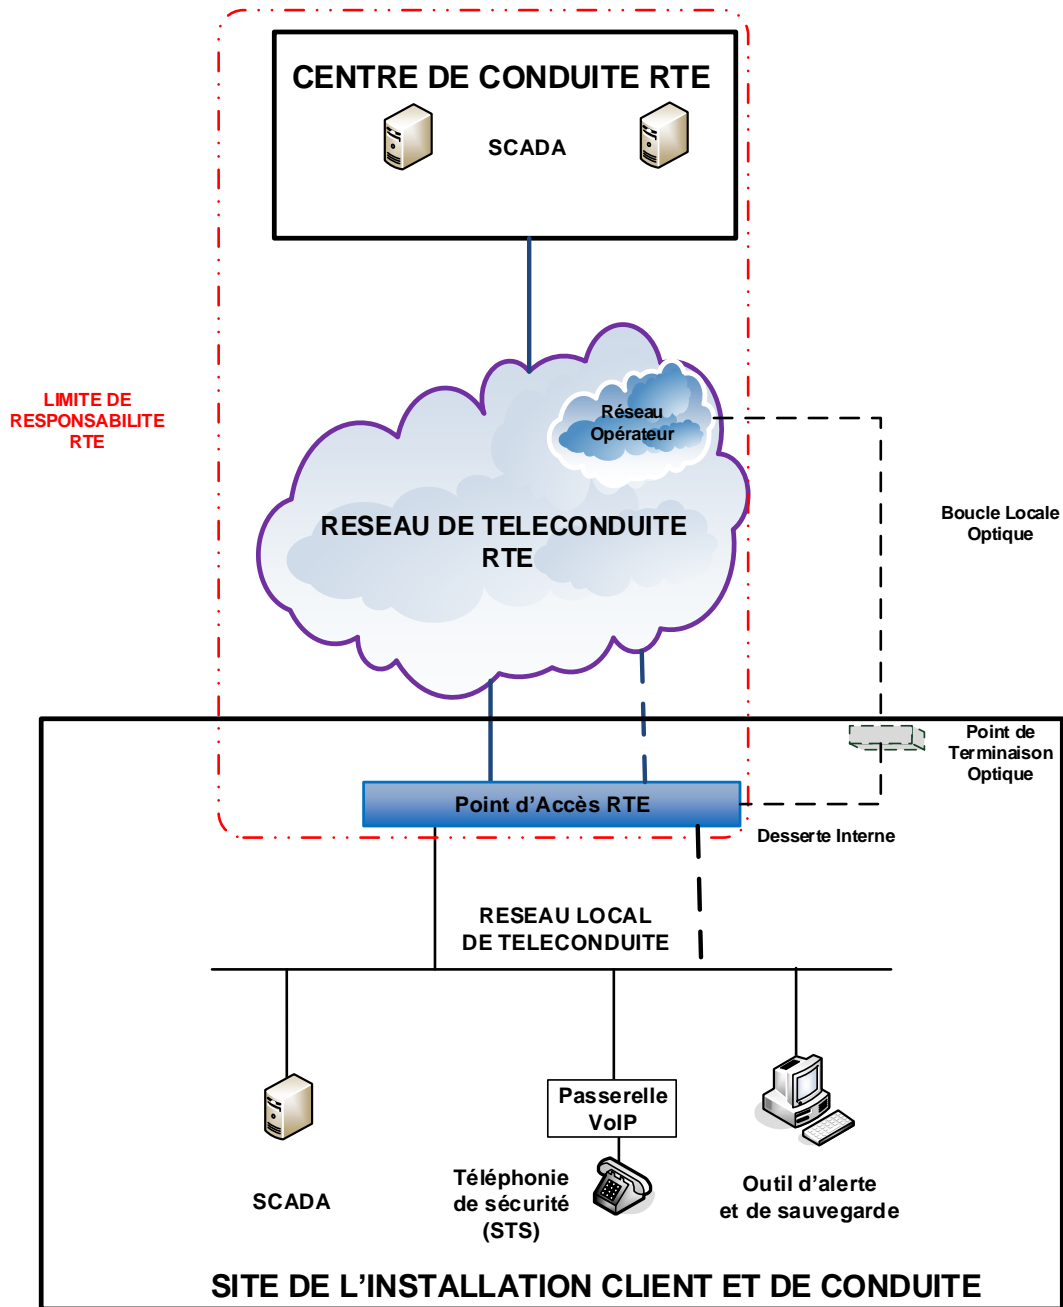 CENTRE DE CONDUITE RTE
SCADA
LIMITE DE
RESPONSABILITE
RTE
Réseau
Opérateur
RESEAU DE TELECONDUITE
RTE
Boucle Locale
Optique
Point de
Terminaison
Optique
Point d'Accès RTE
Desserte Interne
RESEAU LOCAL
DE TELECONDUITE
SCADA
Passerelle
VoIP
Téléphonie
de sécurité
(STS)
Outil d'alerte
et de sauvegarde
SITE DE L'INSTALLATION CLIENT ET DE CONDUITE